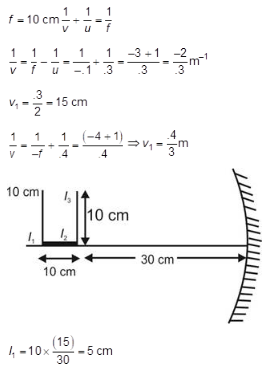 f = 10 cm 1/v + 1/u = 1/f
1/v = 1/f − 1/u = 1/−.1 + 1/.3 = −3 + 1/.3 = −2/.3 m⁻¹
v₁ = .3/2 = 15 cm
1/v = 1/−f + 1/.4 = (−4 + 1)/.4 ⇒ v₁ = .4/3 m
10 cm
l₃
10 cm
l₁
l₂
10 cm
30 cm
l₁ = 10 × (15)/30 = 5 cm